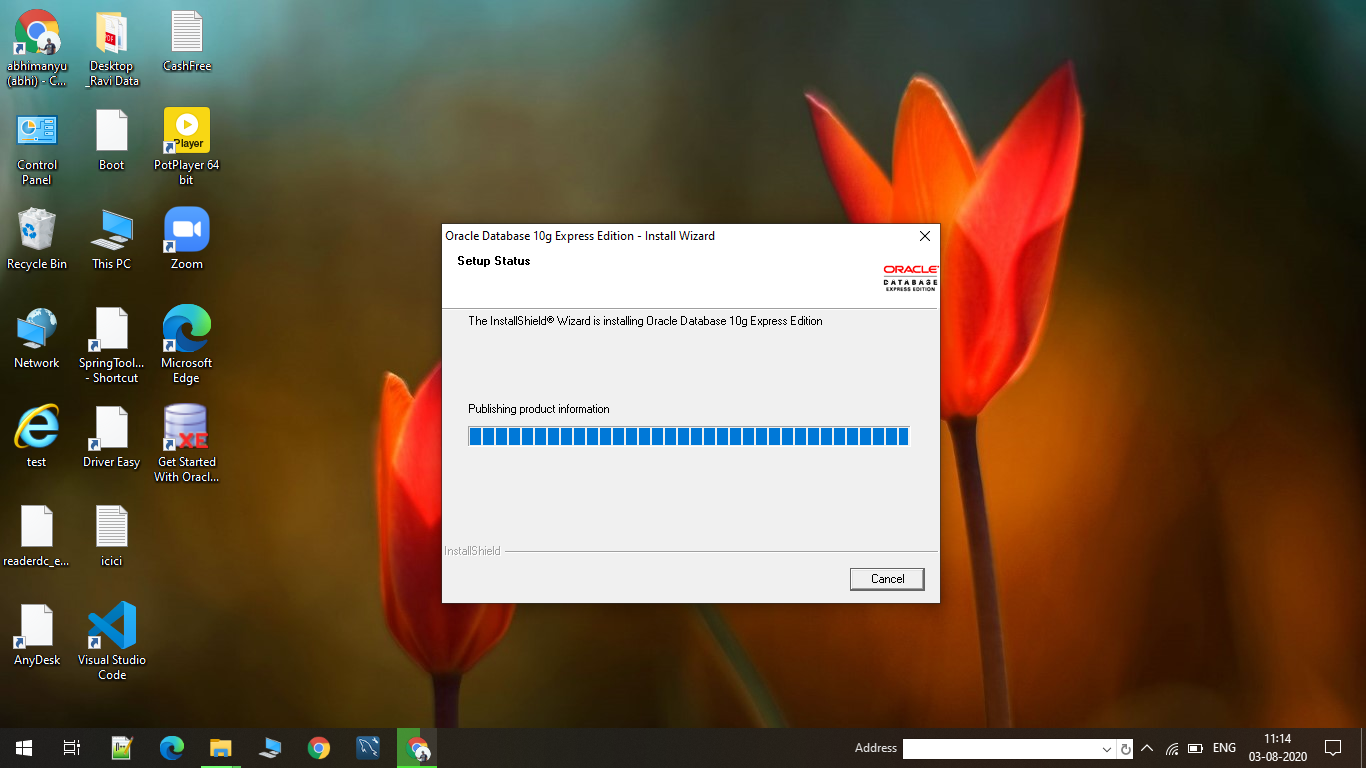 abhimanyu
(abhi) - C...
Desktop
_Ravi Data
CashFree
Control
Panel
Boot
Player
PotPlayer 64
bit
Recycle Bin
This PC
Zoom
Network
SpringTool...
- Shortcut
Microsoft
Edge
test
Driver Easy
XE
Get Started
With Oracl...
readerdc_e...
icici
AnyDesk
Visual Studio
Code
Oracle Database 10g Express Edition - Install Wizard
Setup Status
ORACLE
DATABASE
EXPRESS EDITION
The InstallShield® Wizard is installing Oracle Database 10g Express Edition
Publishing product information
InstallShield
Cancel
Address
ENG
11:14
03-08-2020